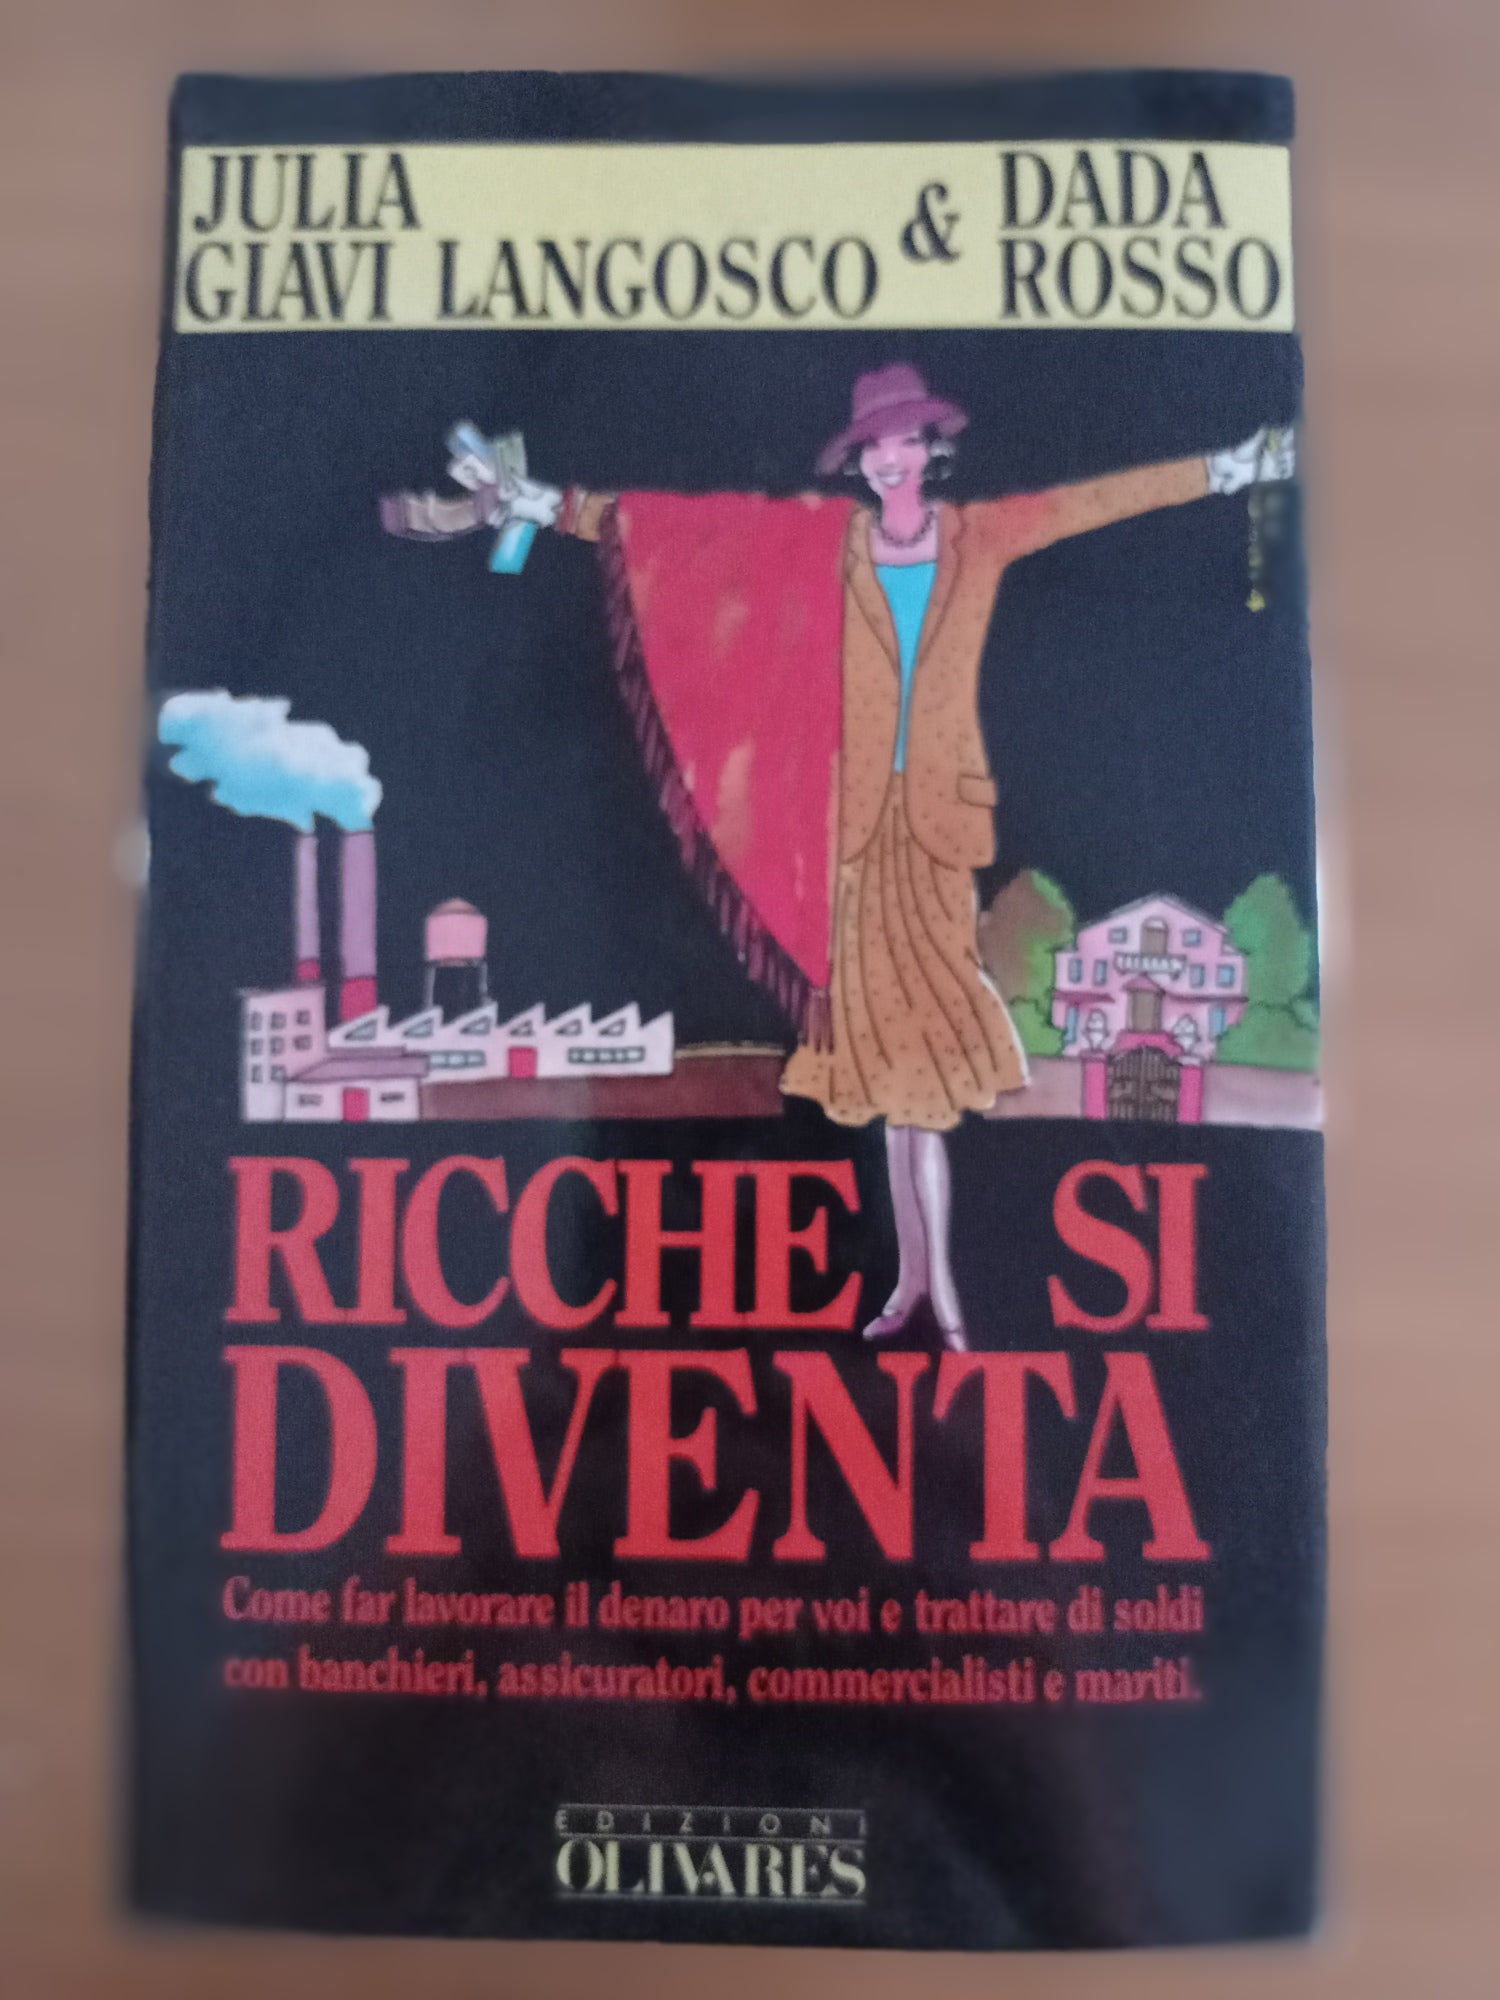 JULIA
GIAVI LANGOSCO & DADA
ROSSO
RICCHE SI
DIVENTA
Come far lavorare il denaro per voi e trattare di soldi
con banchieri, assicuratori, commercialisti e mariti.
EDIZIONI
OLIVARES